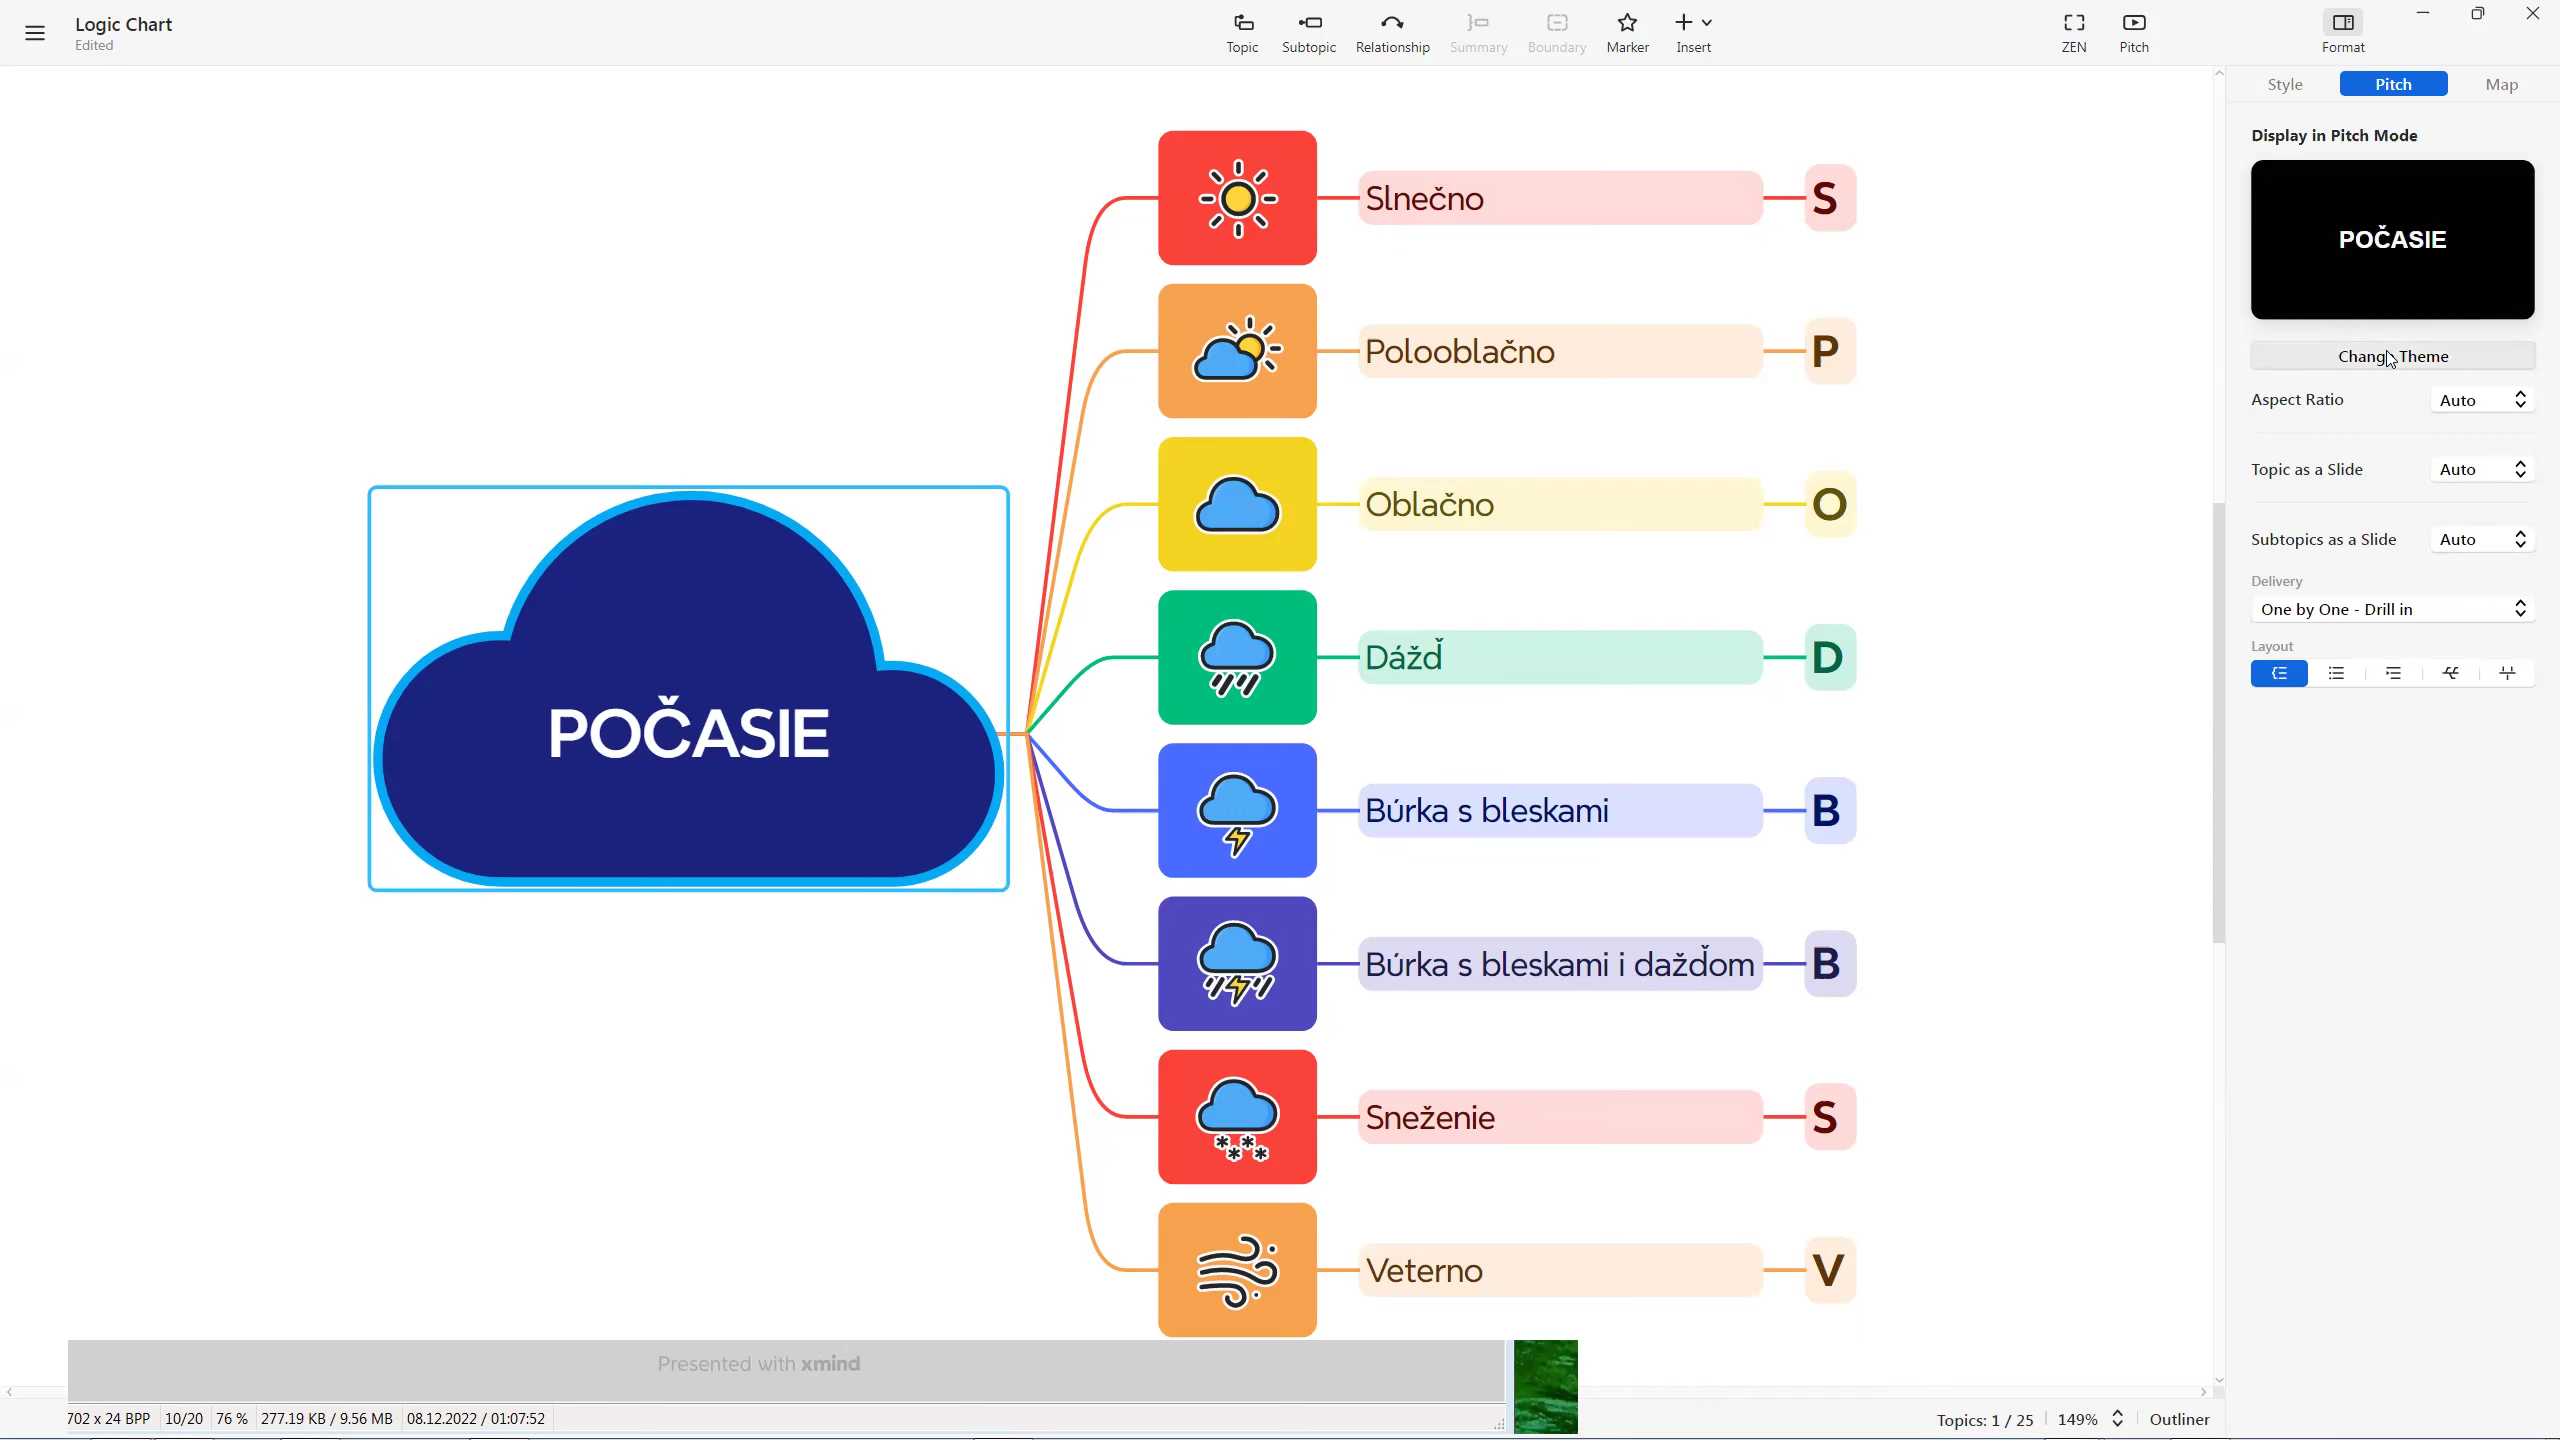 Logic Chart
Edited
Topic
Subtopic
Relationship
Summary
Boundary
Marker
Insert
ZEN
Pitch
Format
Style
Pitch
Map
Display in Pitch Mode
POČASIE
Change Theme
Aspect Ratio
Auto
Topic as a Slide
Auto
Subtopics as a Slide
Auto
Delivery
One by One - Drill in
Layout
POČASIE
Slnečno
S
Polooblačno
P
Oblačno
O
Dážď
D
Búrka s bleskami
B
Búrka s bleskami i dažďom
B
Sneženie
S
Veterno
V
Presented with xmind
702 x 24 BPP
10/20
76 %
277.19 KB / 9.56 MB
08.12.2022 / 01:07:52
Topics: 1 / 25
149%
Outliner